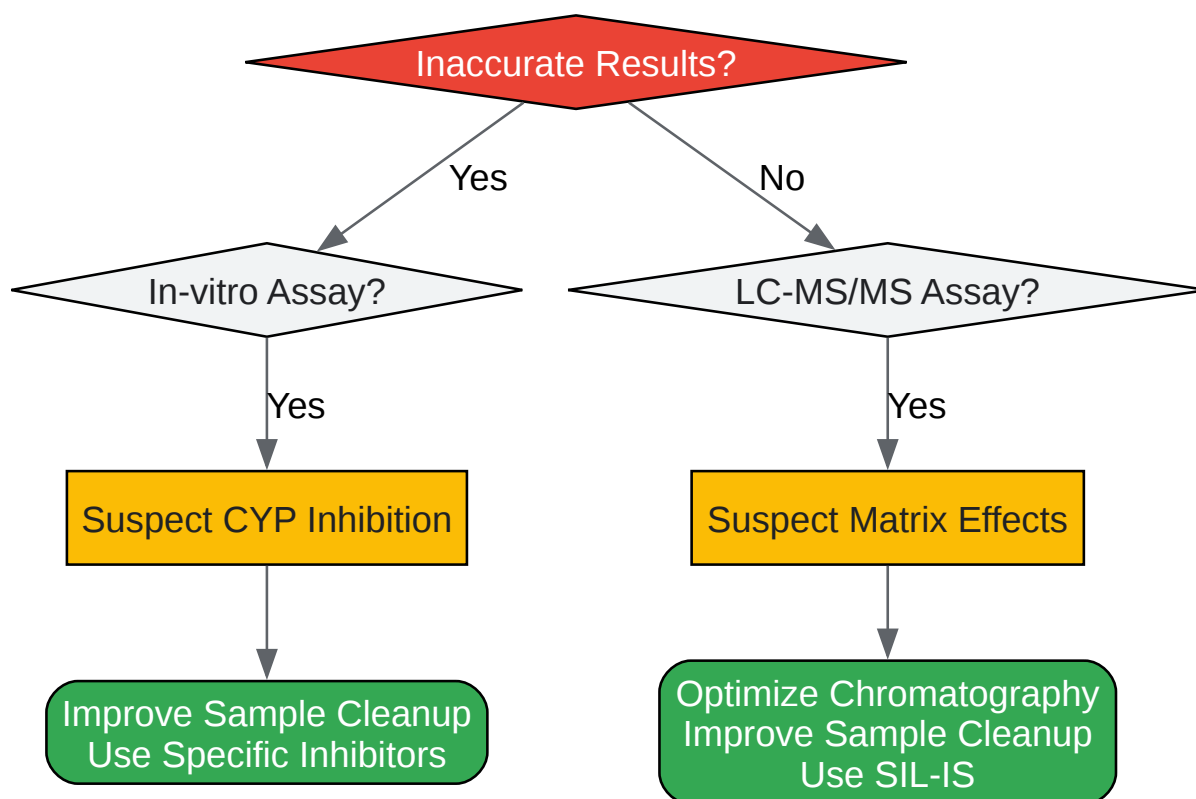 Inaccurate Results?
Yes
No
In-vitro Assay?
LC-MS/MS Assay?
Yes
Yes
Suspect CYP Inhibition
Suspect Matrix Effects
Improve Sample Cleanup
Use Specific Inhibitors
Optimize Chromatography
Improve Sample Cleanup
Use SIL-IS